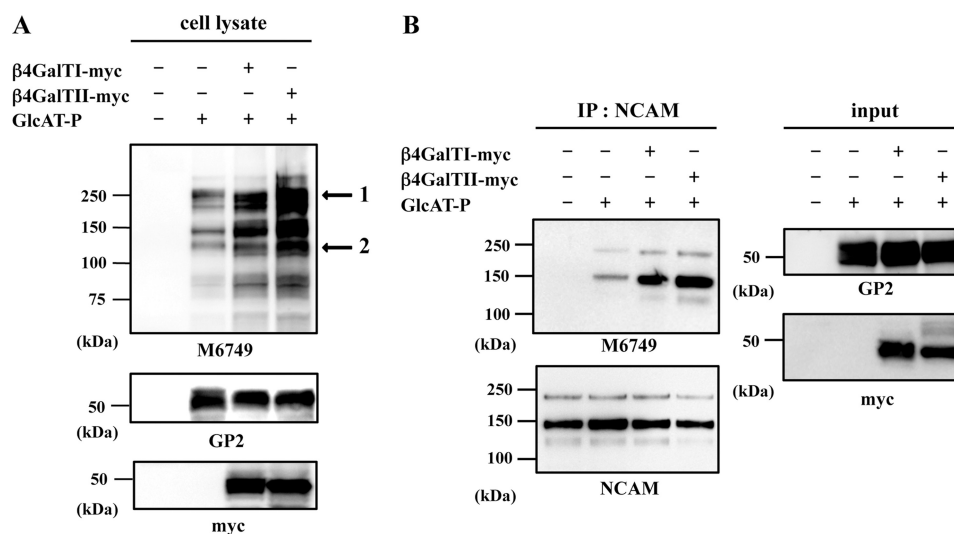 A
cell lysate
β4GalTI-myc − − + −
β4GalTII-myc − − − +
GlcAT-P − + + +
250
150
100
75
(kDa)
1
2
M6749
50
(kDa)
GP2
50
(kDa)
myc
B
IP : NCAM
β4GalTI-myc − − + −
β4GalTII-myc − − − +
GlcAT-P − + + +
250
150
100
M6749
250
150
100
(kDa)
NCAM
input
− − + −
− − − +
− + + +
50
(kDa)
GP2
50
(kDa)
myc